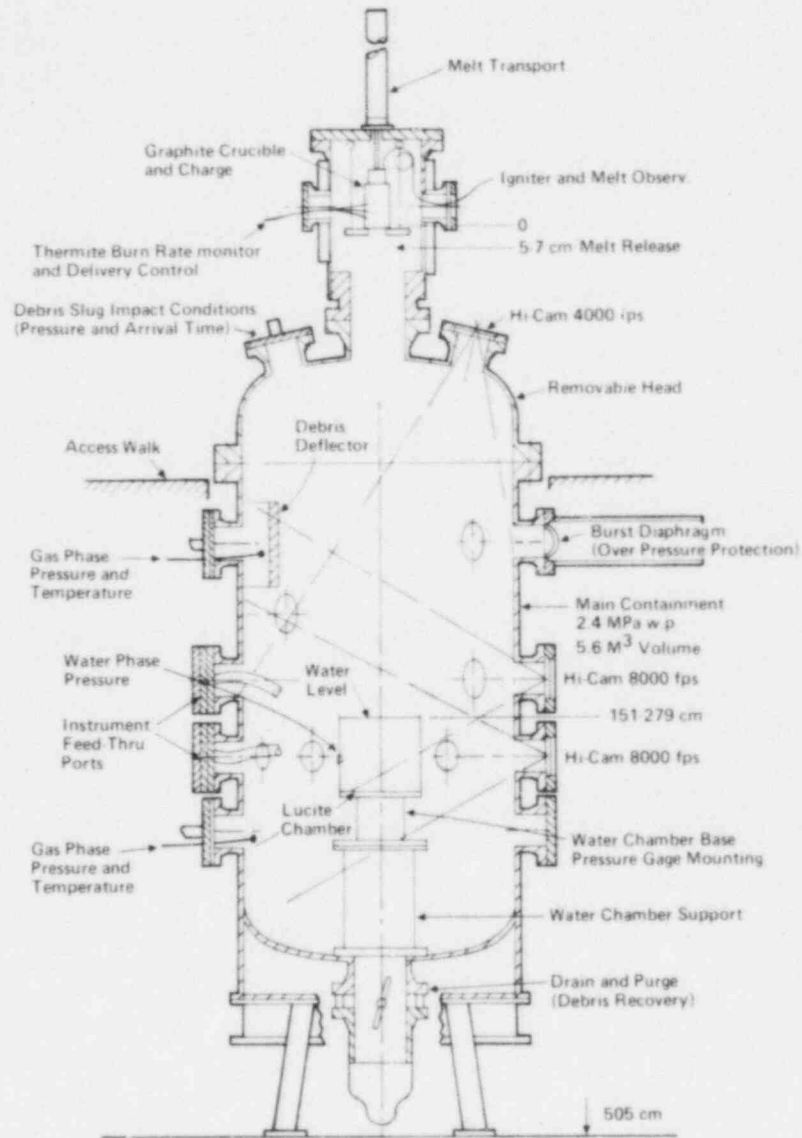 Melt Transport
Graphite Crucible
and Charge
Igniter and Melt Observ.
0
5-7 cm Melt Release
Thermite Burn Rate monitor
and Delivery Control
Debris Slug Impact Conditions
(Pressure and Arrival Time)
Hi-Cam 4000 ips
Removable Head
Debris
Deflector
Access Walk
Burst Diaphragm
(Over Pressure Protection)
Gas Phase
Pressure and
Temperature
Main Containment
2.4 MPa w.p
5.6 M³ Volume
Water Phase
Pressure
Water
Level
Hi-Cam 8000 fps
151-279 cm
Instrument
Feed-Thru
Ports
Hi-Cam 8000 fps
Lucite
Chamber
Water Chamber Base
Pressure Gage Mounting
Gas Phase
Pressure and
Temperature
Water Chamber Support
Drain and Purge
(Debris Recovery)
505 cm